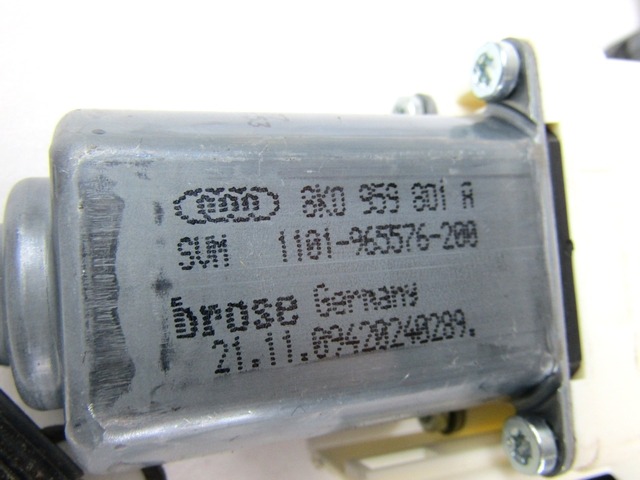 8K0 959 801 A
SVM 1101-965576-200
brose Germany
21.11.09420240289.